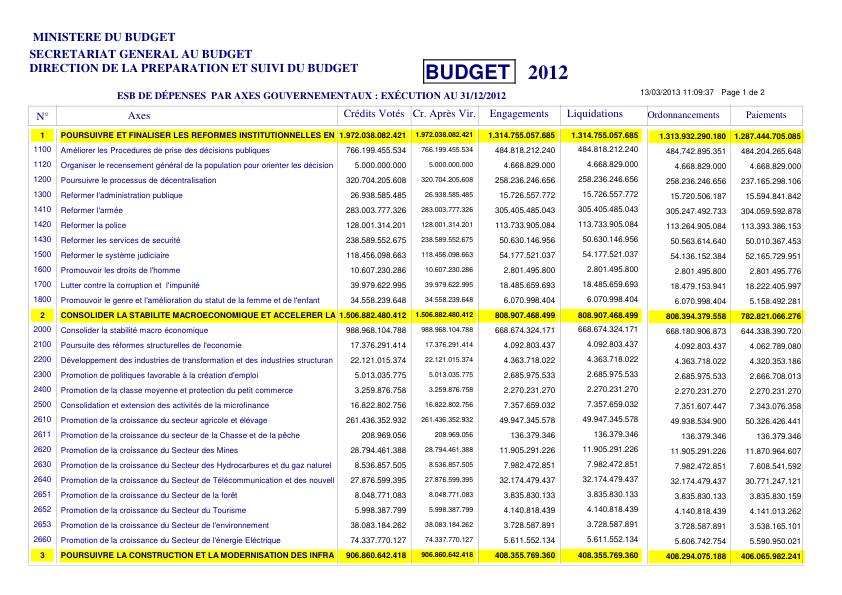 MINISTERE DU BUDGET
SECRETARIAT GENERAL AU BUDGET
DIRECTION DE LA PREPARATION ET SUIVI DU BUDGET
BUDGET 2012
ESB DE DÉPENSES PAR AXES GOUVERNEMENTAUX : EXÉCUTION AU 31/12/2012
13/03/2013 11:09:37 Page 1 de 2
N° Axes Crédits Votés Cr. Après Vir. Engagements Liquidations Ordonnancements Paiements
1 POURSUIVRE ET FINALISER LES REFORMES INSTITUTIONNELLES EN 1.972.038.082.421 1.972.038.082.421 1.314.755.057.685 1.314.755.057.685 1.313.932.290.180 1.287.444.705.085
1100 Améliorer les Procédures de prise des décisions publiques 766.199.455.534 766.199.455.534 484.818.212.240 484.818.212.240 484.742.895.351 484.204.265.648
1120 Organiser le recensement général de la population pour orienter les décision 5.000.000.000 5.000.000.000 4.668.829.000 4.668.829.000 4.668.829.000 4.668.829.000
1200 Poursuivre le processus de décentralisation 320.704.205.608 320.704.205.608 258.236.246.656 258.236.246.656 258.236.246.656 237.165.298.106
1300 Reformer l'administration publique 26.938.585.485 26.938.585.485 15.726.557.772 15.726.557.772 15.720.506.187 15.594.841.842
1410 Reformer l'armée 283.003.777.326 283.003.777.326 305.405.485.043 305.405.485.043 305.247.492.733 304.059.592.878
1420 Reformer la police 128.001.314.201 128.001.314.201 113.733.905.084 113.733.905.084 113.264.905.084 113.393.386.153
1430 Reformer les services de securité 238.589.552.675 238.589.552.675 50.630.146.956 50.630.146.956 50.563.614.640 50.010.367.453
1500 Reformer le système judiciaire 118.456.098.663 118.456.098.663 54.177.521.037 54.177.521.037 54.136.152.384 52.165.729.951
1600 Promouvoir les droits de l'homme 10.607.230.286 10.607.230.286 2.801.495.800 2.801.495.800 2.801.495.800 2.801.495.776
1700 Lutter contre la corruption et l'impunité 39.979.622.995 39.979.622.995 18.485.659.693 18.485.659.693 18.479.153.941 18.222.405.997
1800 Promouvoir le genre et l'amélioration du statut de la femme et de l'enfant 34.558.239.648 34.558.239.648 6.070.998.404 6.070.998.404 6.070.998.404 5.158.492.281
2 CONSOLIDER LA STABILITE MACROECONOMIQUE ET ACCELERER LA 1.506.882.480.412 1.506.882.480.412 808.907.468.499 808.907.468.499 808.394.379.558 782.821.066.276
2000 Consolider la stabilité macro économique 988.968.104.788 988.968.104.788 668.674.324.171 668.674.324.171 668.180.906.873 644.338.390.720
2100 Poursuite des réformes structurelles de l'economie 17.376.291.414 17.376.291.414 4.092.803.437 4.092.803.437 4.092.803.437 4.062.789.080
2200 Développement des industries de transformation et des industries structuran 22.121.015.374 22.121.015.374 4.363.718.022 4.363.718.022 4.363.718.022 4.320.353.186
2300 Promotion de politiques favorable à la création d'emploi 5.013.035.775 5.013.035.775 2.685.975.533 2.685.975.533 2.685.975.533 2.666.708.013
2400 Promotion de la classe moyenne et protection du petit commerce 3.259.876.758 3.259.876.758 2.270.231.270 2.270.231.270 2.270.231.270 2.270.231.270
2500 Consolidation et extension des activités de la microfinance 16.822.802.756 16.822.802.756 7.357.659.032 7.357.659.032 7.351.607.447 7.343.076.358
2610 Promotion de la croissance du secteur agricole et élévage 261.436.352.932 261.436.352.932 49.947.345.578 49.947.345.578 49.938.534.900 50.326.426.441
2611 Promotion de la croissance du secteur de la Chasse et de la pêche 208.969.056 208.969.056 136.379.346 136.379.346 136.379.346 136.379.346
2620 Promotion de la croissance du Secteur des Mines 28.794.461.388 28.794.461.388 11.905.291.226 11.905.291.226 11.905.291.226 11.870.964.607
2630 Promotion de la croissance du Secteur des Hydrocarbures et du gaz naturel 8.536.857.505 8.536.857.505 7.982.472.851 7.982.472.851 7.982.472.851 7.608.541.592
2640 Promotion de la croissance du Secteur de Télécommunication et des nouvell 27.876.599.395 27.876.599.395 32.174.479.437 32.174.479.437 32.174.479.437 30.771.247.121
2651 Promotion de la croissance du Secteur de la forêt 8.048.771.083 8.048.771.083 3.835.830.133 3.835.830.133 3.835.830.133 3.835.830.159
2652 Promotion de la croissance du Secteur du Tourisme 5.998.387.799 5.998.387.799 4.140.818.439 4.140.818.439 4.140.818.439 4.141.013.262
2653 Promotion de la croissance du Secteur de l'environnement 38.083.184.262 38.083.184.262 3.728.587.891 3.728.587.891 3.728.587.891 3.538.165.101
2660 Promotion de la croissance du Secteur de l'énergie Eléctrique 74.337.770.127 74.337.770.127 5.611.552.134 5.611.552.134 5.606.742.754 5.590.950.021
3 POURSUIVRE LA CONSTRUCTION ET LA MODERNISATION DES INFRA 906.860.642.418 906.860.642.418 408.355.769.360 408.355.769.360 408.294.075.188 406.065.982.241